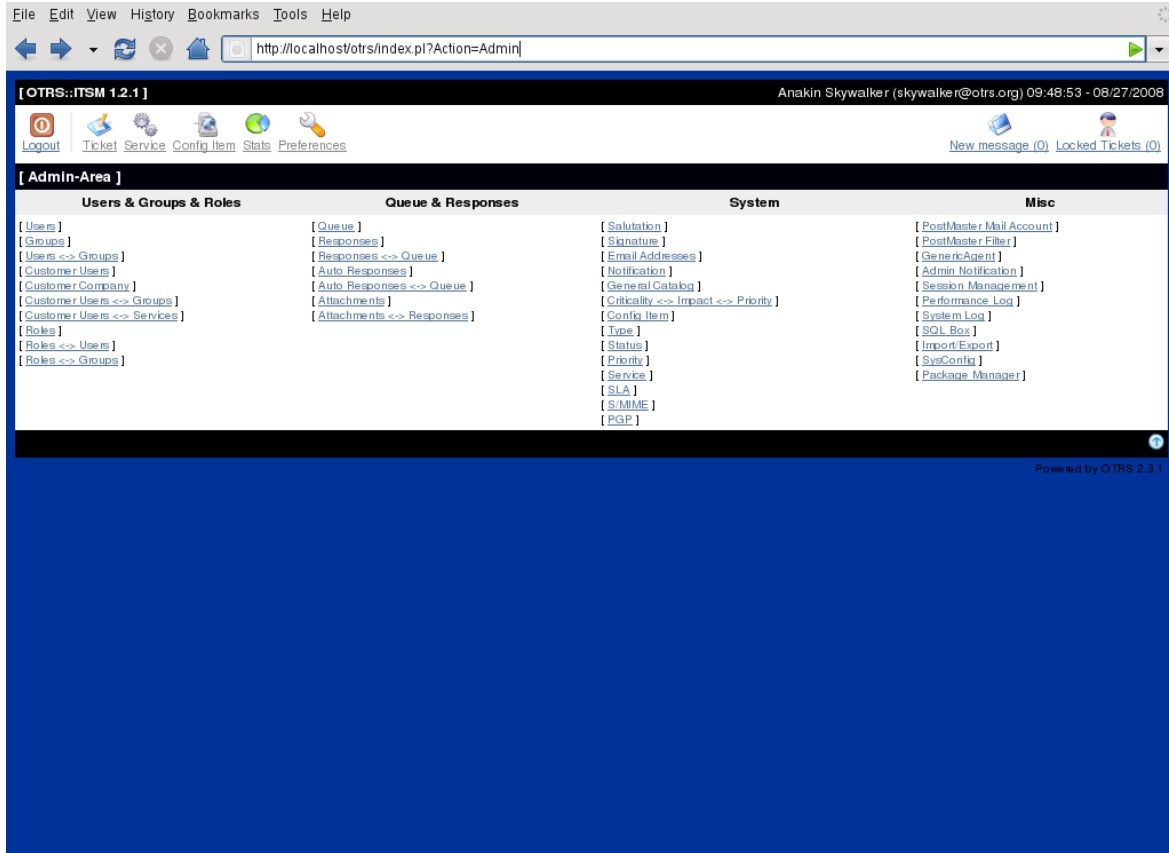 File Edit View History Bookmarks Tools Help
http://localhost/otrs/index.pl?Action=Admin
[ OTRS::ITSM 1.2.1 ] Anakin Skywalker (skywalker@otrs.org) 09:48:53 - 08/27/2008
Logout Ticket Service Config Item Stats Preferences New message (0) Locked Tickets (0)
[ Admin-Area ]
Users & Groups & Roles
[ Users ]
[ Groups ]
[ Users <-> Groups ]
[ Customer Users ]
[ Customer Company ]
[ Customer Users <-> Groups ]
[ Customer Users <-> Services ]
[ Roles ]
[ Roles <-> Users ]
[ Roles <-> Groups ]
Queue & Responses
[ Queue ]
[ Responses ]
[ Responses <-> Queue ]
[ Auto Responses ]
[ Auto Responses <-> Queue ]
[ Attachments ]
[ Attachments <-> Responses ]
System
[ Salutation ]
[ Signature ]
[ Email Addresses ]
[ Notification ]
[ General Catalog ]
[ Criticality <-> Impact <-> Priority ]
[ Config Item ]
[ Type ]
[ Status ]
[ Priority ]
[ Service ]
[ SLA ]
[ S/MIME ]
[ PGP ]
Misc
[ PostMaster Mail Account ]
[ PostMaster Filter ]
[ GenericAgent ]
[ Admin Notification ]
[ Session Management ]
[ Performance Log ]
[ System Log ]
[ SQL Box ]
[ Import/Export ]
[ SysConfig ]
[ Package Manager ]
Powered by OTRS 2.3.1